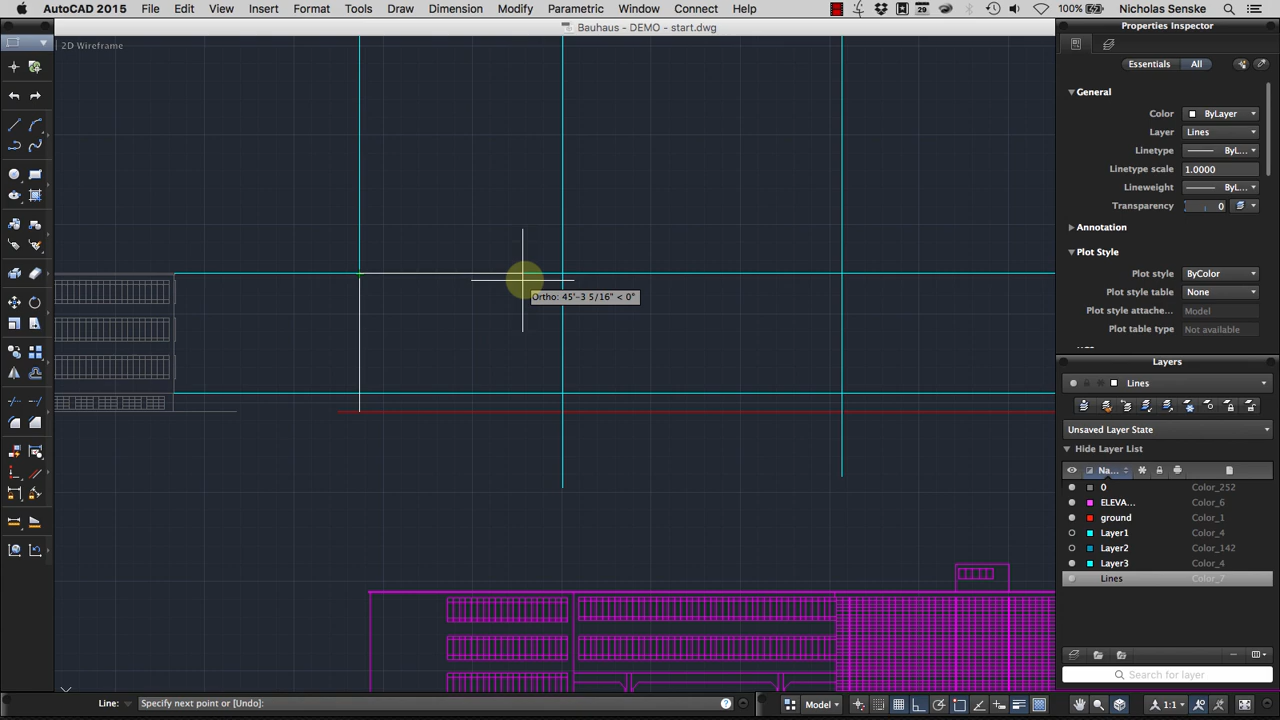 AutoCAD 2015 File Edit View Insert Format Tools Draw Dimension Modify Parametric Window Connect Help 29 100% Nicholas Senske
Bauhaus - DEMO - start.dwg
Properties Inspector
2D Wireframe
Essentials All
General
Color ByLayer
Layer Lines
Linetype ByL...
Linetype scale 1.0000
Lineweight ByL...
Transparency 0
Annotation
Plot Style
Plot style ByColor
Plot style table None
Plot style attache... Model
Plot table type Not available
Ortho: 45'-3 5/16" < 0"
Layers
Lines
Unsaved Layer State
Hide Layer List
Na...
0 Color_252
ELEVA... Color_6
ground Color_1
Layer1 Color_4
Layer2 Color_142
Layer3 Color_4
Lines Color_7
Search for layer
Line: Specify next point or [Undo]: ? Model 1:1